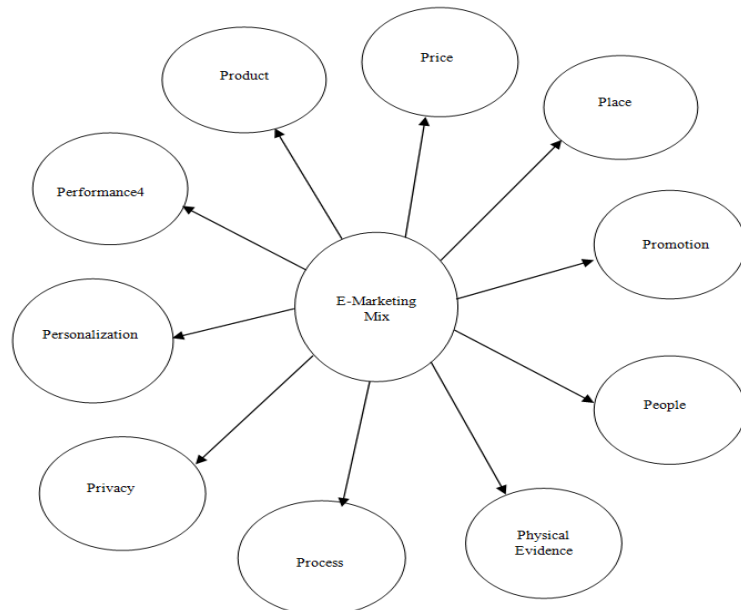 Price
Product
Place
Performance4
Promotion
E-Marketing
Mix
Personalization
People
Privacy
Physical
Evidence
Process